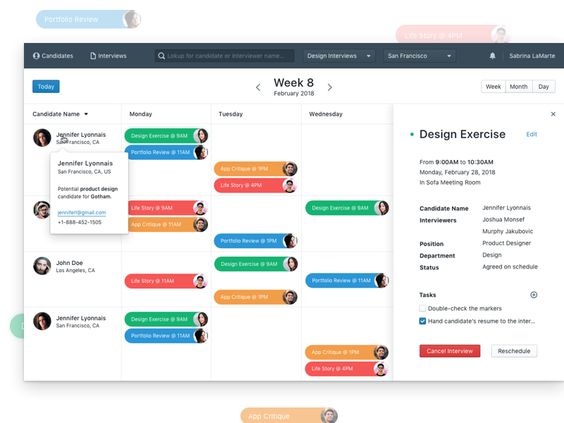 Portfolio Review
Life Story @ 4PM
Candidates
Interviews
Lokup for candidate or interviewer name...
Design Interviews
San Francisco
Sabrina LaMarte
Today
Week 8
February 2018
Week
Month
Day
Candidate Name
Monday
Tuesday
Wednesday
Jennifer Lyonnais
San Francisco, CA
Design Exercise @ 9AM
Portfolio Review @ 11AM
App Critique @ 1PM
Life Story @ 4PM
Jennifer Lyonnais
San Francisco, CA, US
Potential product design
candidate for Gotham.
+1-888-452-1505
Life Story @ 9AM
App Critique @ 11AM
Portfolio Review @ 1PM
Design Exercise @ 9AM
John Doe
Los Angeles, CA
Life Story @ 11AM
Design Exercise @ 9AM
App Critique @ 1PM
Portfolio Review @ 11AM
Jennifer Lyonnais
San Francisco, CA
Design Exercise @ 9AM
Portfolio Review @ 11AM
App Critique @ 2PM
Life Story @ 4PM
Design Exercise
Edit
From 9:00AM to 10:30AM
Monday, February 28, 2018
In Sofa Meeting Room
Candidate Name Jennifer Lyonnais
Interviewers Joshua Monsef
Murphy Jakubovic
Position Product Designer
Department Design
Status Agreed on schedule
Tasks
Double-check the markers
Hand candidate's resume to the inter...
Cancel Interview
Reschedule
App Critique